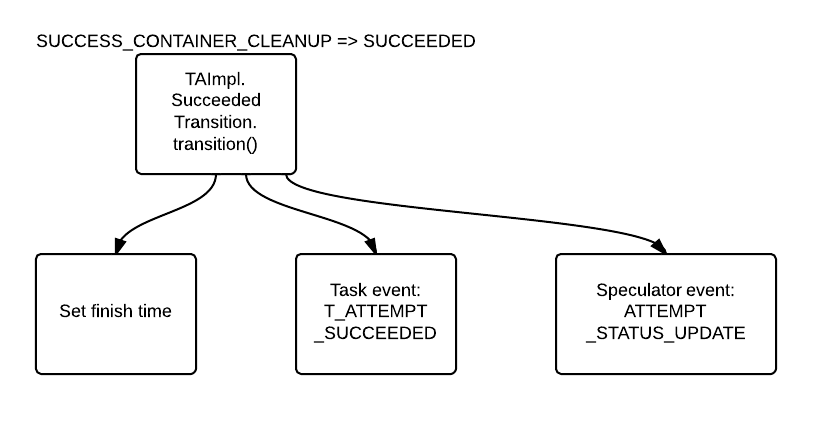 SUCCESS_CONTAINER_CLEANUP => SUCCEEDED
TAImpl.
Succeeded
Transition.
transition()
Set finish time
Task event:
T_ATTEMPT
_SUCCEEDED
Speculator event:
ATTEMPT
_STATUS_UPDATE